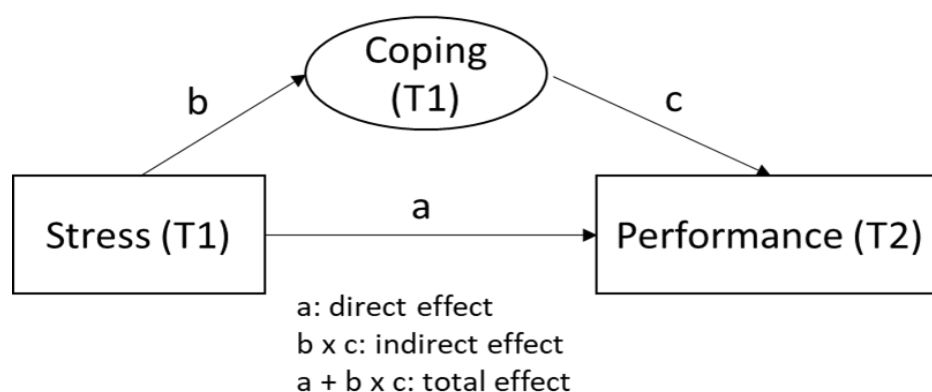 Coping
(T1)
b
c
a
Stress (T1)
Performance (T2)
a: direct effect
b x c: indirect effect
a + b x c: total effect